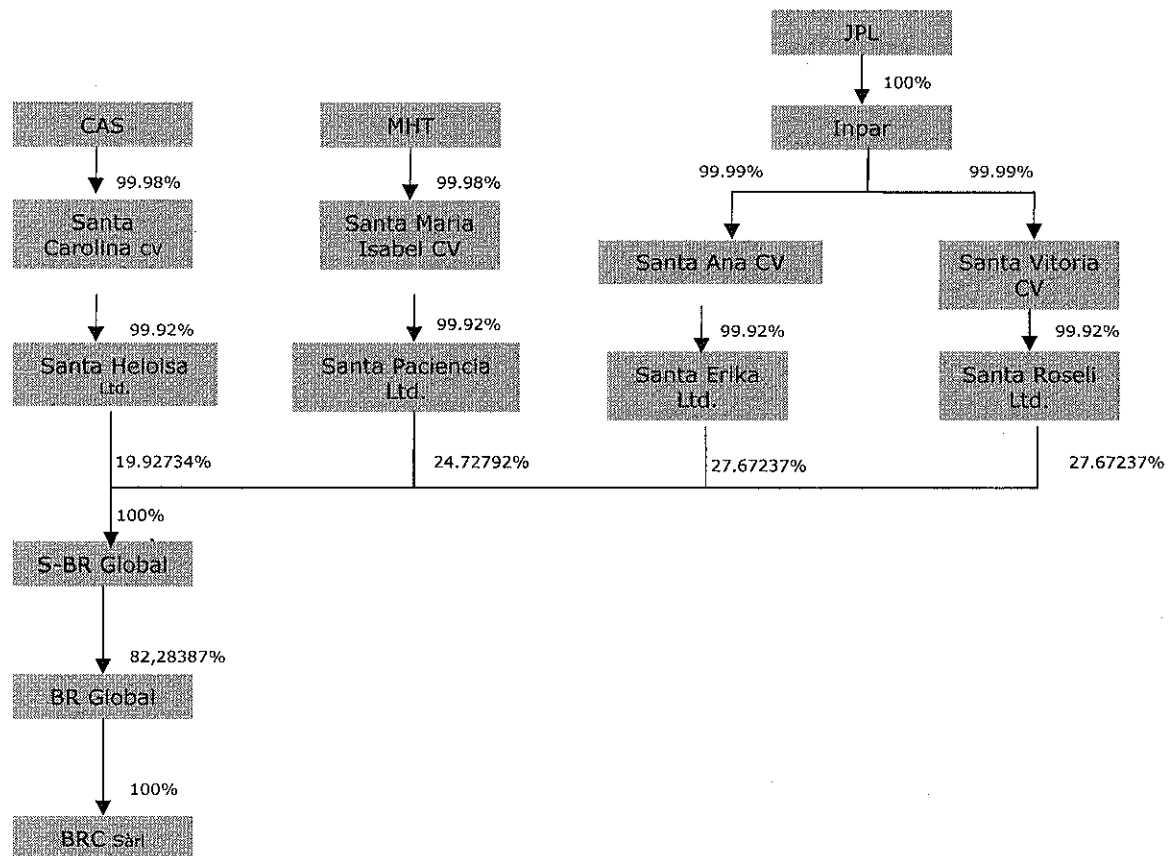 JPL
100%
CAS
MHT
Inpar
99.98%
99.98%
99.99%
99.99%
Santa
Carolina cv
Santa Maria
Isabel CV
Santa Ana CV
Santa Vitoria
CV
99.92%
99.92%
99.92%
99.92%
Santa Heloisa
Ltd.
Santa Paciencia
Ltd.
Santa Erika
Ltd.
Santa Roseli
Ltd.
19.92734%
24.72792%
27.67237%
27.67237%
100%
S-BR Global
82,28387%
BR Global
100%
BRC Sàrl